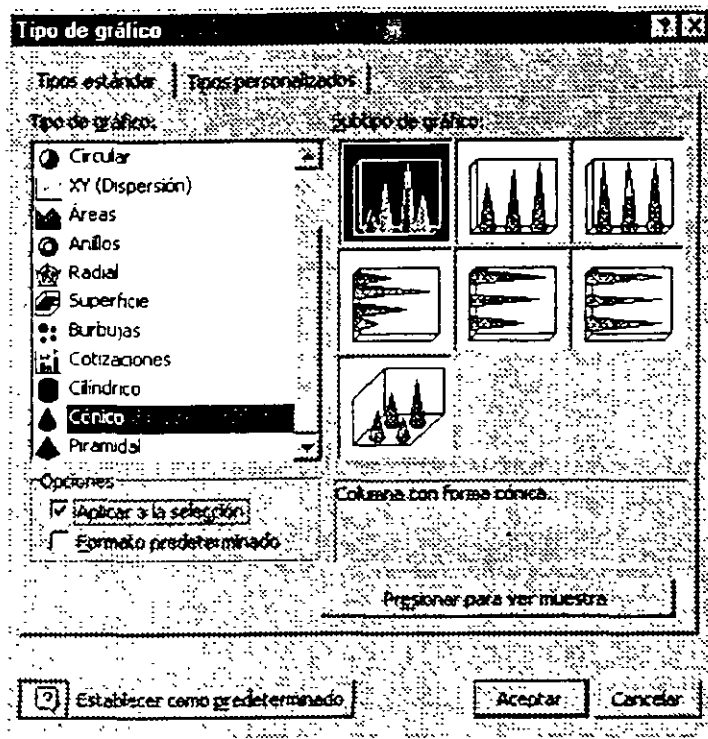 Tipo de gráfico
Tipos estándar Tipos personalizados
Tipo de gráfico:
Circular
XY (Dispersión)
Áreas
Anillos
Radial
Superficie
Burbujas
Cotizaciones
Cilíndrico
Cónico
Piramidal
Subtipo de gráfico:
Columna con forma cónica.
Opciones
Aplicar a la selección
Formato predeterminado
Presionar para ver muestra
Establecer como predeterminado
Aceptar
Cancelar